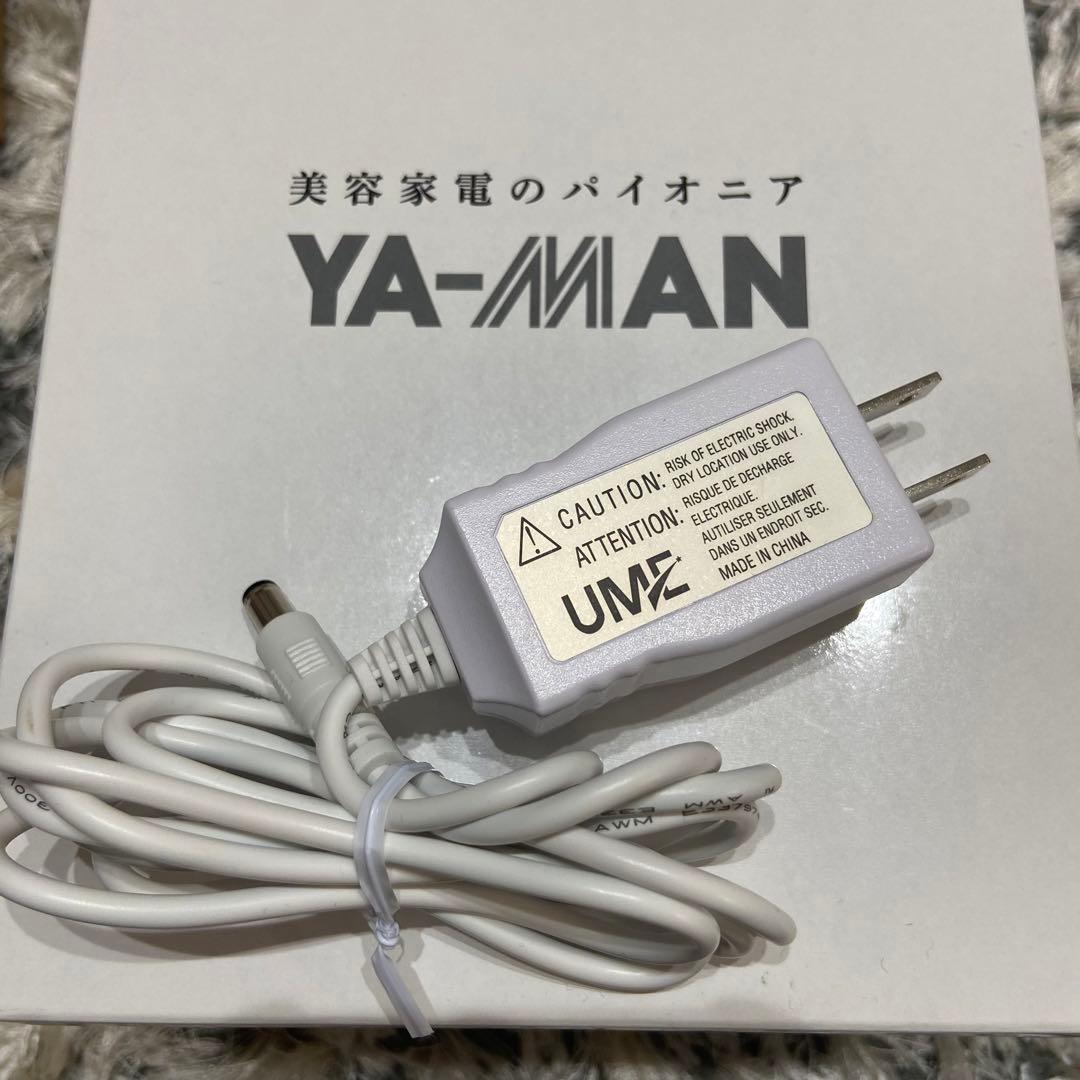 美容家電のパイオニア
YA-MAN
CAUTION: RISK OF ELECTRIC SHOCK.
DRY LOCATION USE ONLY.
ATTENTION: RISQUE DE DECHARGE
ELECTRIQUE.
AUTILISER SEULEMENT
DANS UN ENDROIT SEC.
UME
MADE IN CHINA
AWM